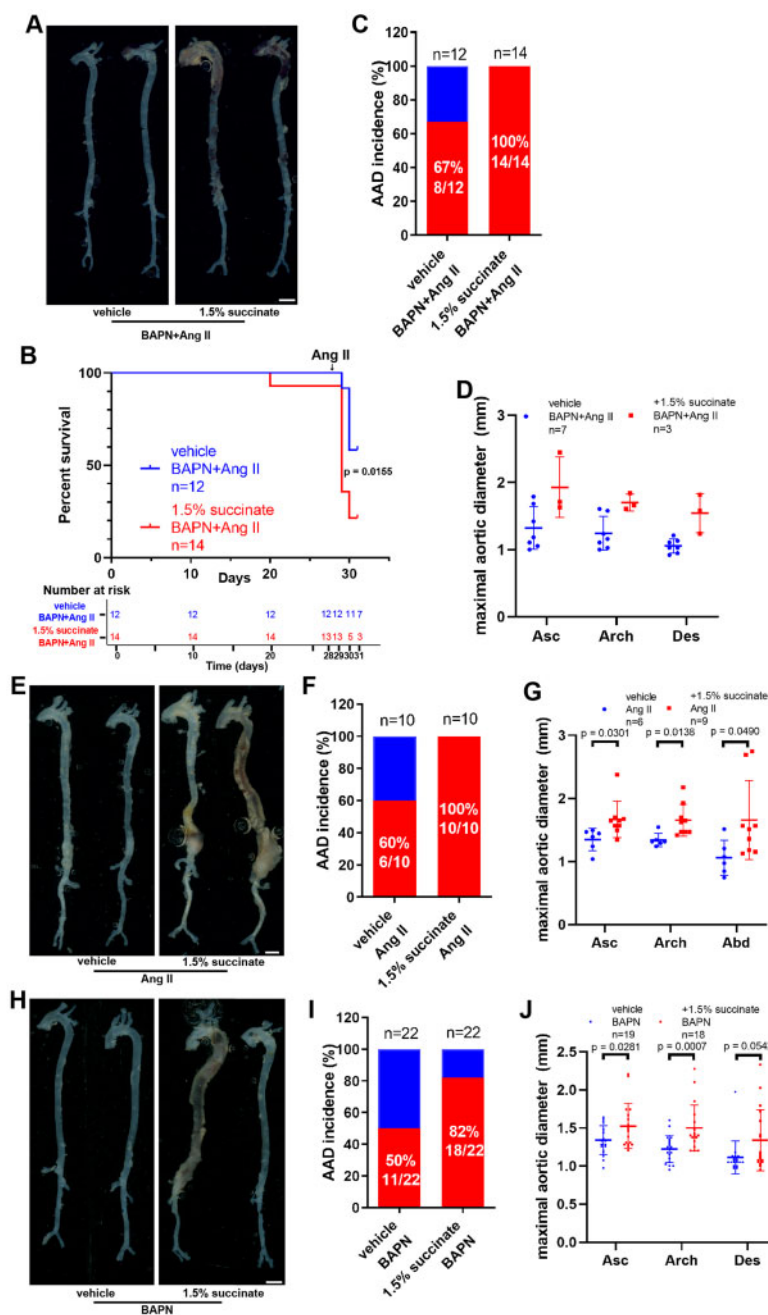 A
vehicle
1.5% succinate
BAPN+Ang II
C
n=12
n=14
AAD incidence (%)
100
80
60
40
20
0
67%
8/12
100%
14/14
vehicle
BAPN+Ang II
1.5% succinate
BAPN+Ang II
B
Ang II
↓
Percent survival
100
50
0
vehicle
BAPN+Ang II
n=12
1.5% succinate
BAPN+Ang II
n=14
p = 0.0155
0
10
20
30
Days
Number at risk
vehicle
BAPN+Ang II
12 12 12 12 12 11 7
1.5% succinate
BAPN+Ang II
14 14 14 13 13 5 3
0 10 20 28 29 30 31
Time (days)
D
vehicle
BAPN+Ang II
n=7
+1.5% succinate
BAPN+Ang II
n=3
maximal aortic diameter (mm)
3
2
1
0
Asc Arch Des
E
vehicle
1.5% succinate
Ang II
F
n=10
n=10
AAD incidence (%)
100
80
60
40
20
0
60%
6/10
100%
10/10
vehicle
Ang II
1.5% succinate
Ang II
G
vehicle
Ang II
n=6
+1.5% succinate
Ang II
n=9
p = 0.0301
p = 0.0138
p = 0.0490
maximal aortic diameter (mm)
3
2
1
0
Asc Arch Abd
H
vehicle
1.5% succinate
BAPN
I
n=22
n=22
AAD incidence (%)
100
80
60
40
20
0
50%
11/22
82%
18/22
vehicle
BAPN
1.5% succinate
BAPN
J
vehicle
BAPN
n=19
+1.5% succinate
BAPN
n=18
p = 0.0281
p = 0.0007
p = 0.054
maximal aortic diameter (mm)
2.5
2.0
1.5
1.0
0.5
0.0
Asc Arch Des